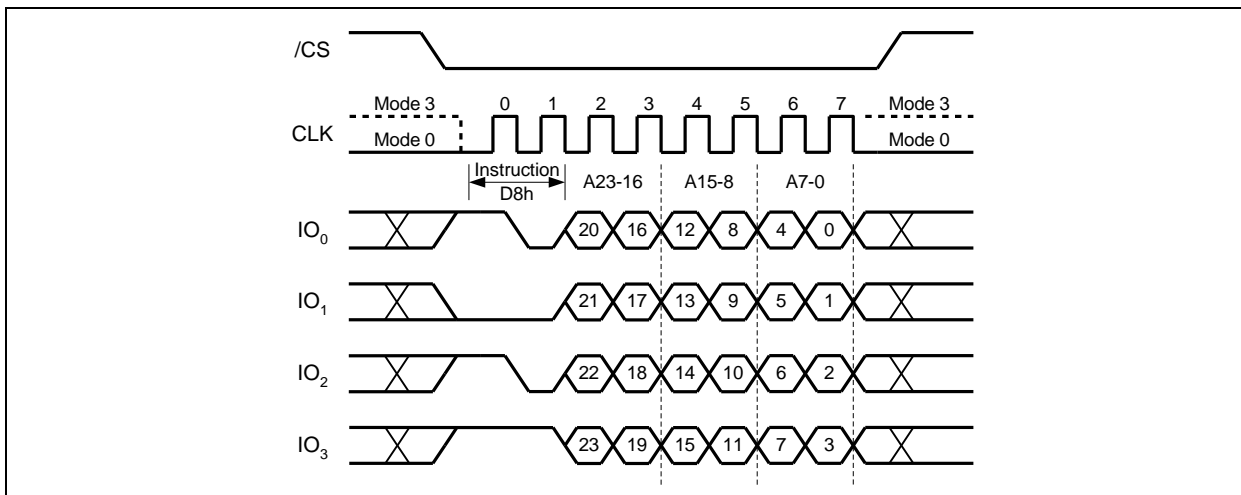 /CS
Mode 3 0 1 2 3 4 5 6 7 Mode 3
CLK
Mode 0 Mode 0
Instruction
D8h
A23-16 A15-8 A7-0
IO0 20 16 12 8 4 0
IO1 21 17 13 9 5 1
IO2 22 18 14 10 6 2
IO3 23 19 15 11 7 3